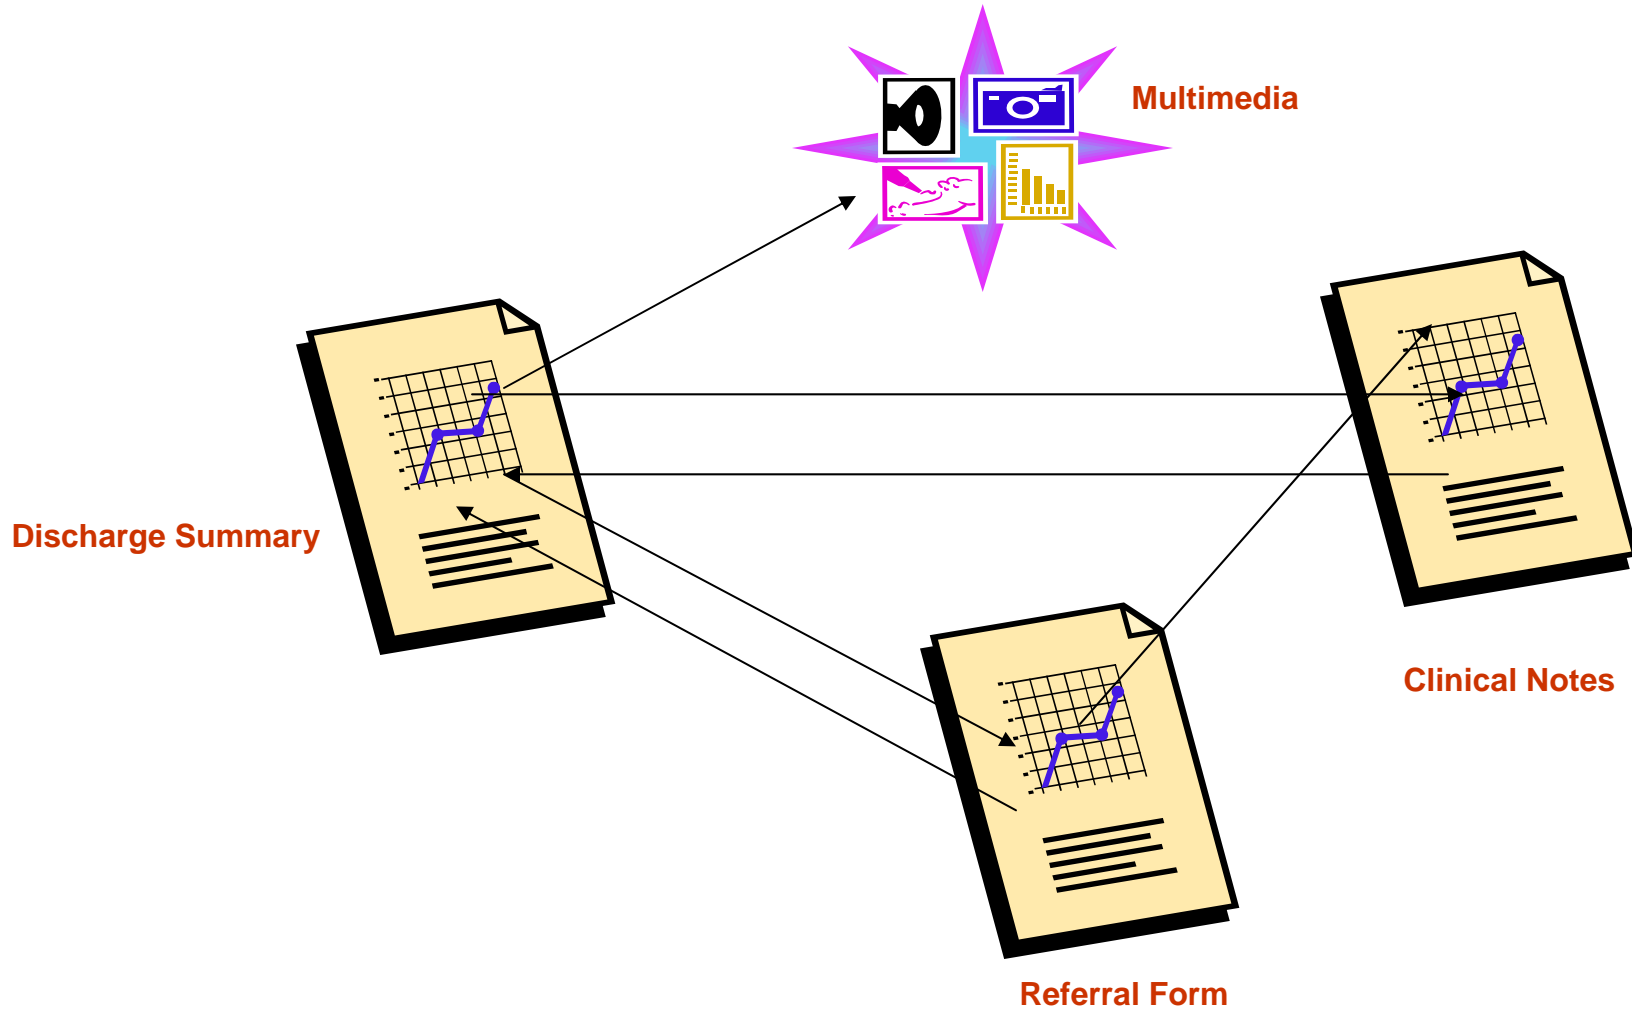 Multimedia
Discharge Summary
Clinical Notes
Referral Form